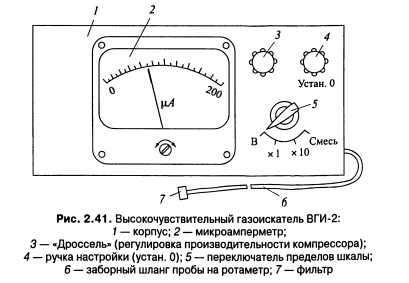 1
2
3
4
0
200
μA
Устан. 0
5
В
Смесь
×1
×10
7
6
Рис. 2.41. Высокочувствительный газоискатель ВГИ-2:
1 — корпус; 2 — микроамперметр;
3 — «Дроссель» (регулировка производительности компрессора);
4 — ручка настройки (устан. 0); 5 — переключатель пределов шкалы;
6 — заборный шланг пробы на ротаметр; 7 — фильтр